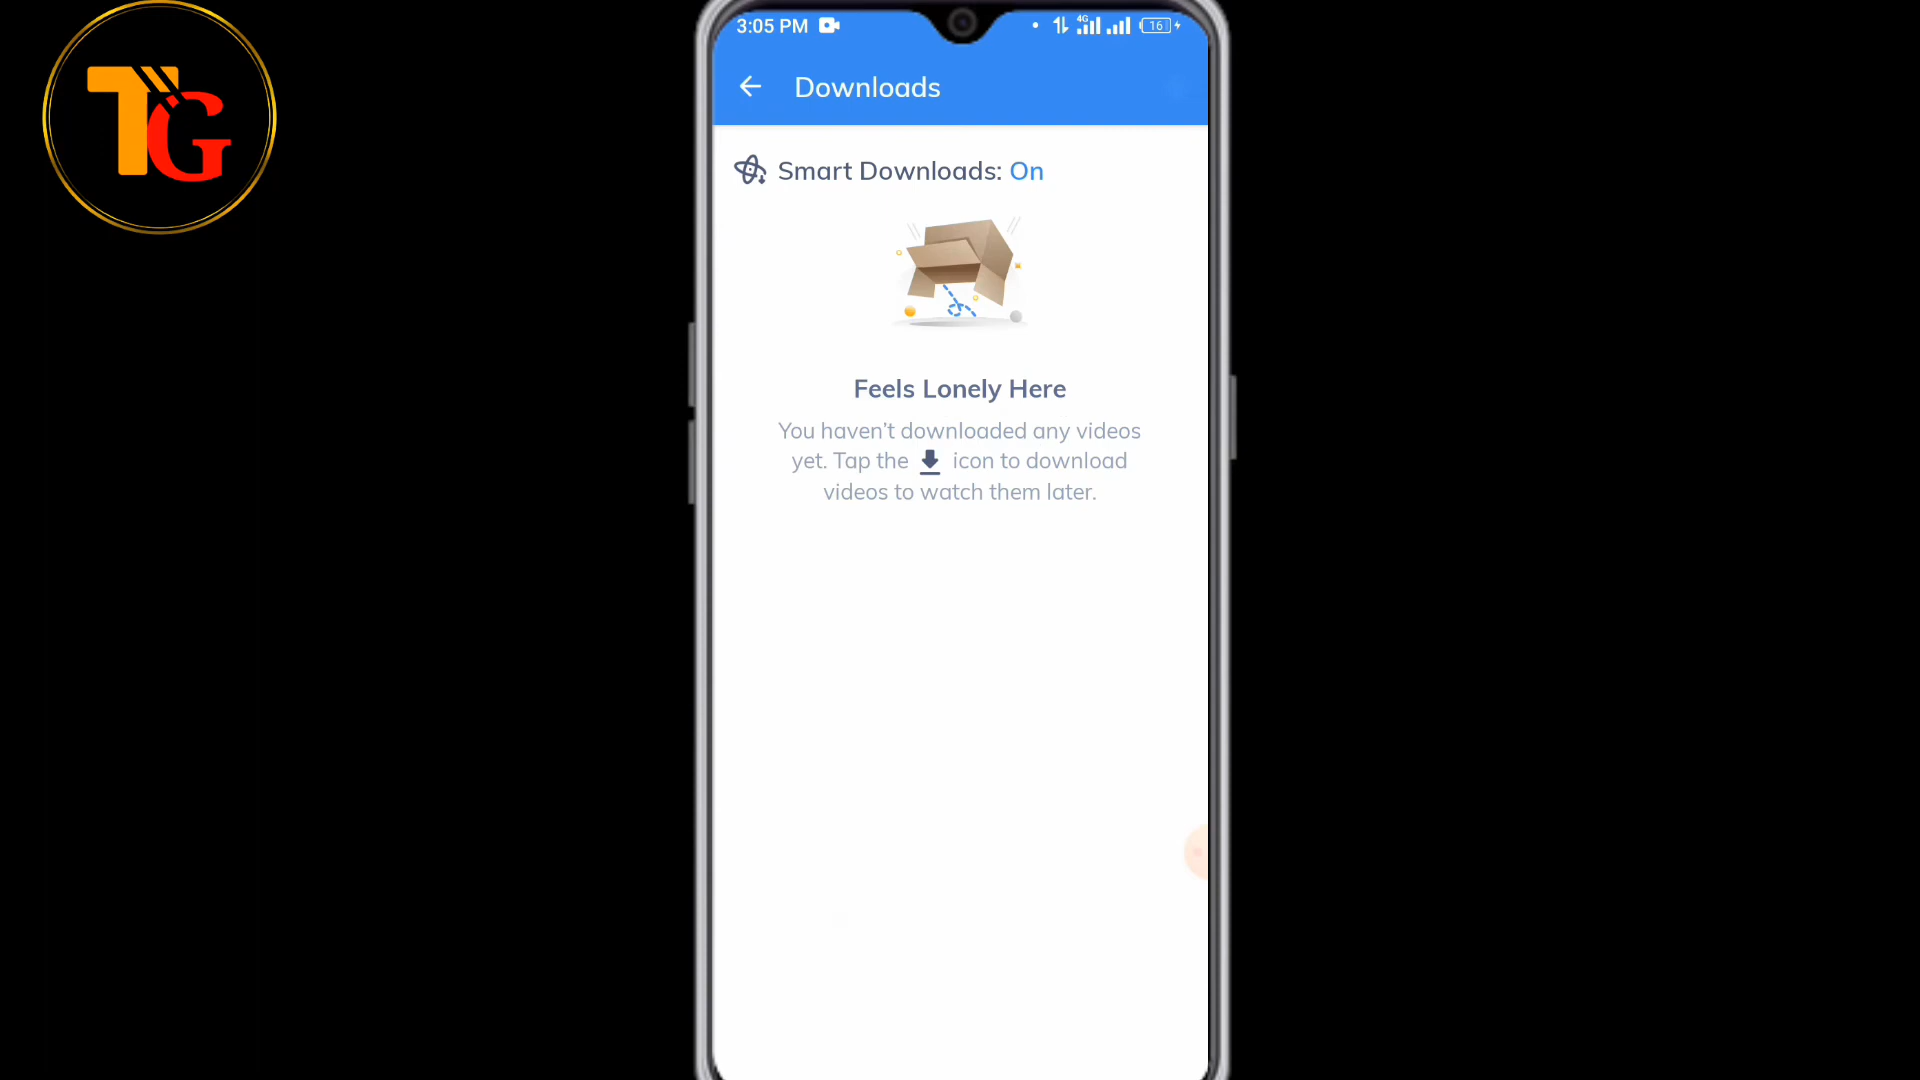 TG
3:05 PM
4G
16
Downloads
Smart Downloads: On
Feels Lonely Here
You haven't downloaded any videos
yet. Tap the icon to download
videos to watch them later.